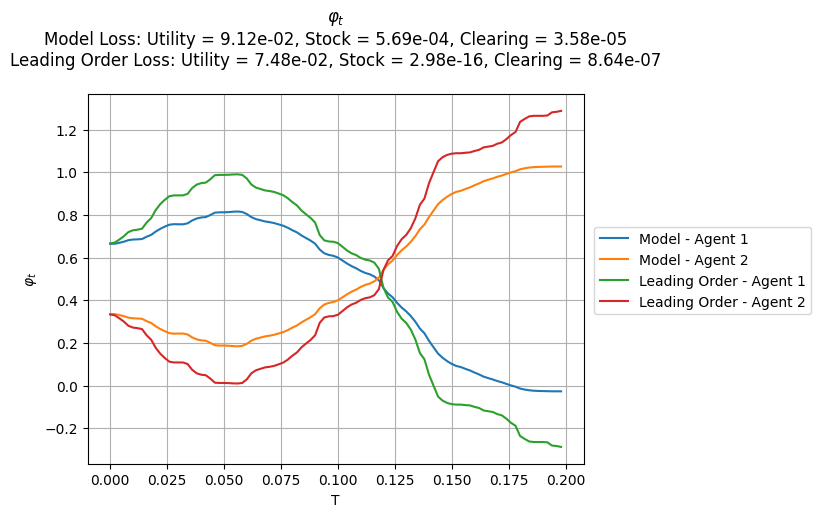 φₜ
Model Loss: Utility = 9.12e-02, Stock = 5.69e-04, Clearing = 3.58e-05
Leading Order Loss: Utility = 7.48e-02, Stock = 2.98e-16, Clearing = 8.64e-07
1.2
1.0
0.8
0.6
0.4
0.2
0.0
−0.2
φₜ
0.000 0.025 0.050 0.075 0.100 0.125 0.150 0.175 0.200
T
Model - Agent 1
Model - Agent 2
Leading Order - Agent 1
Leading Order - Agent 2